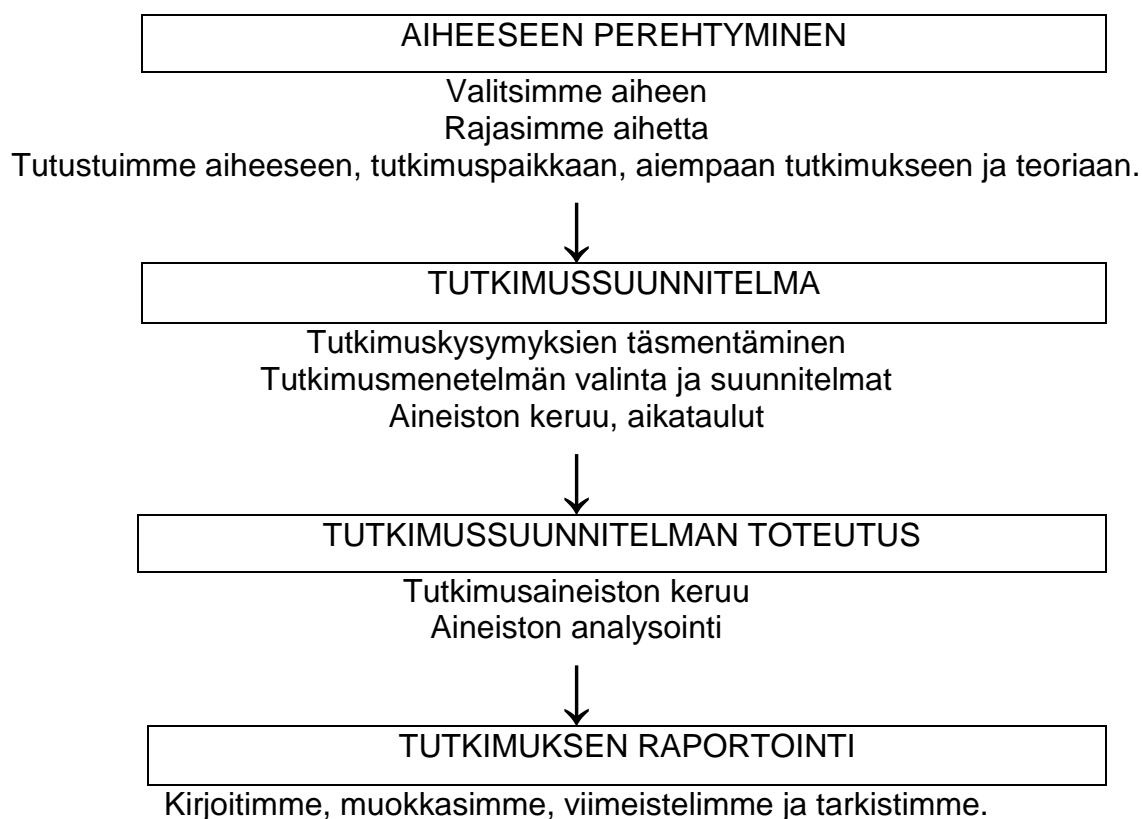 AIHEESEEN PEREHTYMINEN
Valitsimme aiheen
Rajasimme aihetta
Tutustuimme aiheeseen, tutkimuspaikkaan, aiempaan tutkimukseen ja teoriaan.
TUTKIMUSSUUNNITELMA
Tutkimuskysymyksien täsmentäminen
Tutkimusmenetelmän valinta ja suunnitelmat
Aineiston keruu, aikataulut
TUTKIMUSSUUNNITELMAN TOTEUTUS
Tutkimusaineiston keruu
Aineiston analysointi
TUTKIMUKSEN RAPORTOINTI
Kirjoitimme, muokkasimme, viimeistelimme ja tarkistimme.